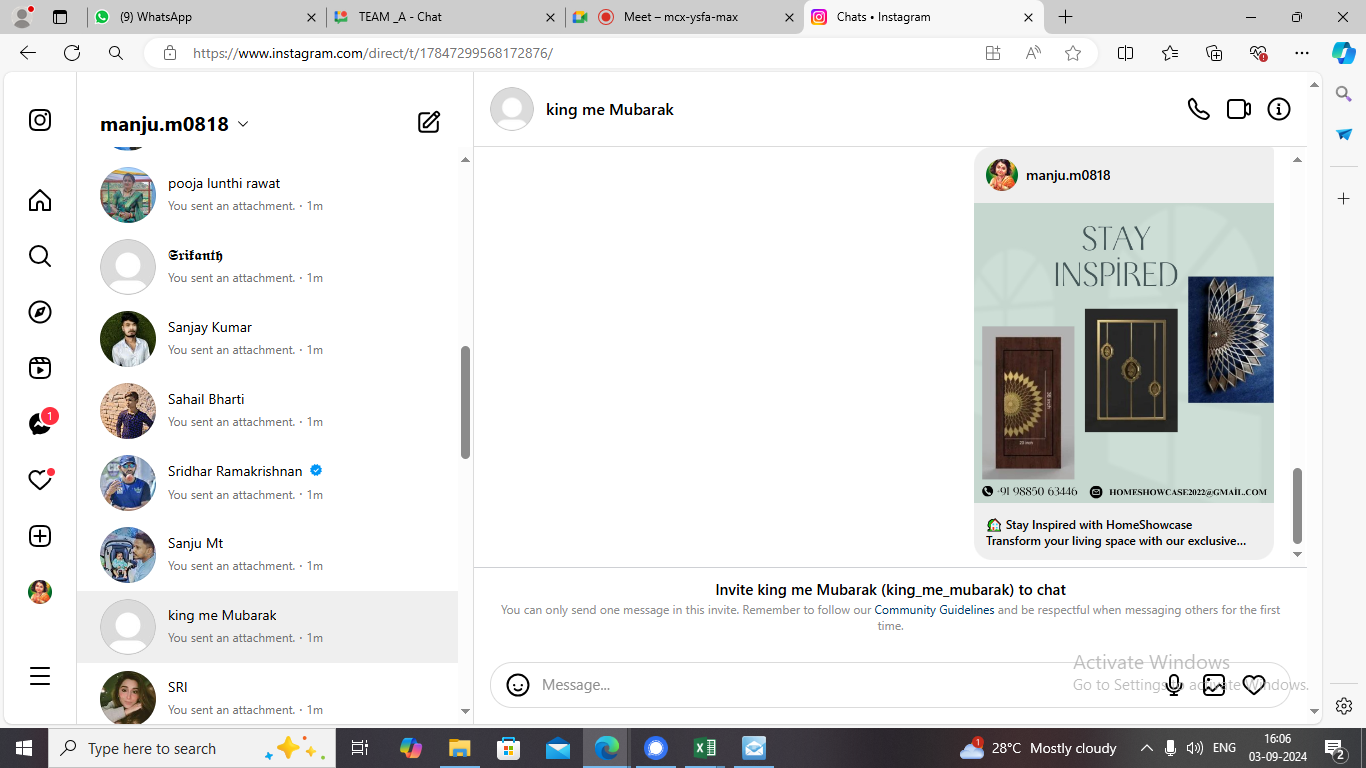 (9) WhatsApp
TEAM _A - Chat
Meet – mcx-ysfa-max
Chats • Instagram
https://www.instagram.com/direct/t/17847299568172876/
manju.m0818
king me Mubarak
pooja lunthi rawat
You sent an attachment. · 1m
𝕾𝖗𝖎𝖐𝖆𝖓𝖙𝖍
You sent an attachment. · 1m
Sanjay Kumar
You sent an attachment. · 1m
Sahail Bharti
You sent an attachment. · 1m
1
Sridhar Ramakrishnan
You sent an attachment. · 1m
Sanju Mt
You sent an attachment. · 1m
king me Mubarak
You sent an attachment. · 1m
SRI
You sent an attachment. · 1m
manju.m0818
STAY
INSPİRED
36 inch
20 inch
+91 98850 63446
HOMESHOWCASE2022@GMAİL.COM
🏠 Stay Inspired with HomeShowcase
Transform your living space with our exclusive...
Invite king me Mubarak (king_me_mubarak) to chat
You can only send one message in this invite. Remember to follow our Community Guidelines and be respectful when messaging others for the first
time.
Message...
Activate Windows
Go to Settings to activate Windows.
Type here to search
1
28°C Mostly cloudy
ENG
16:06
03-09-2024
2